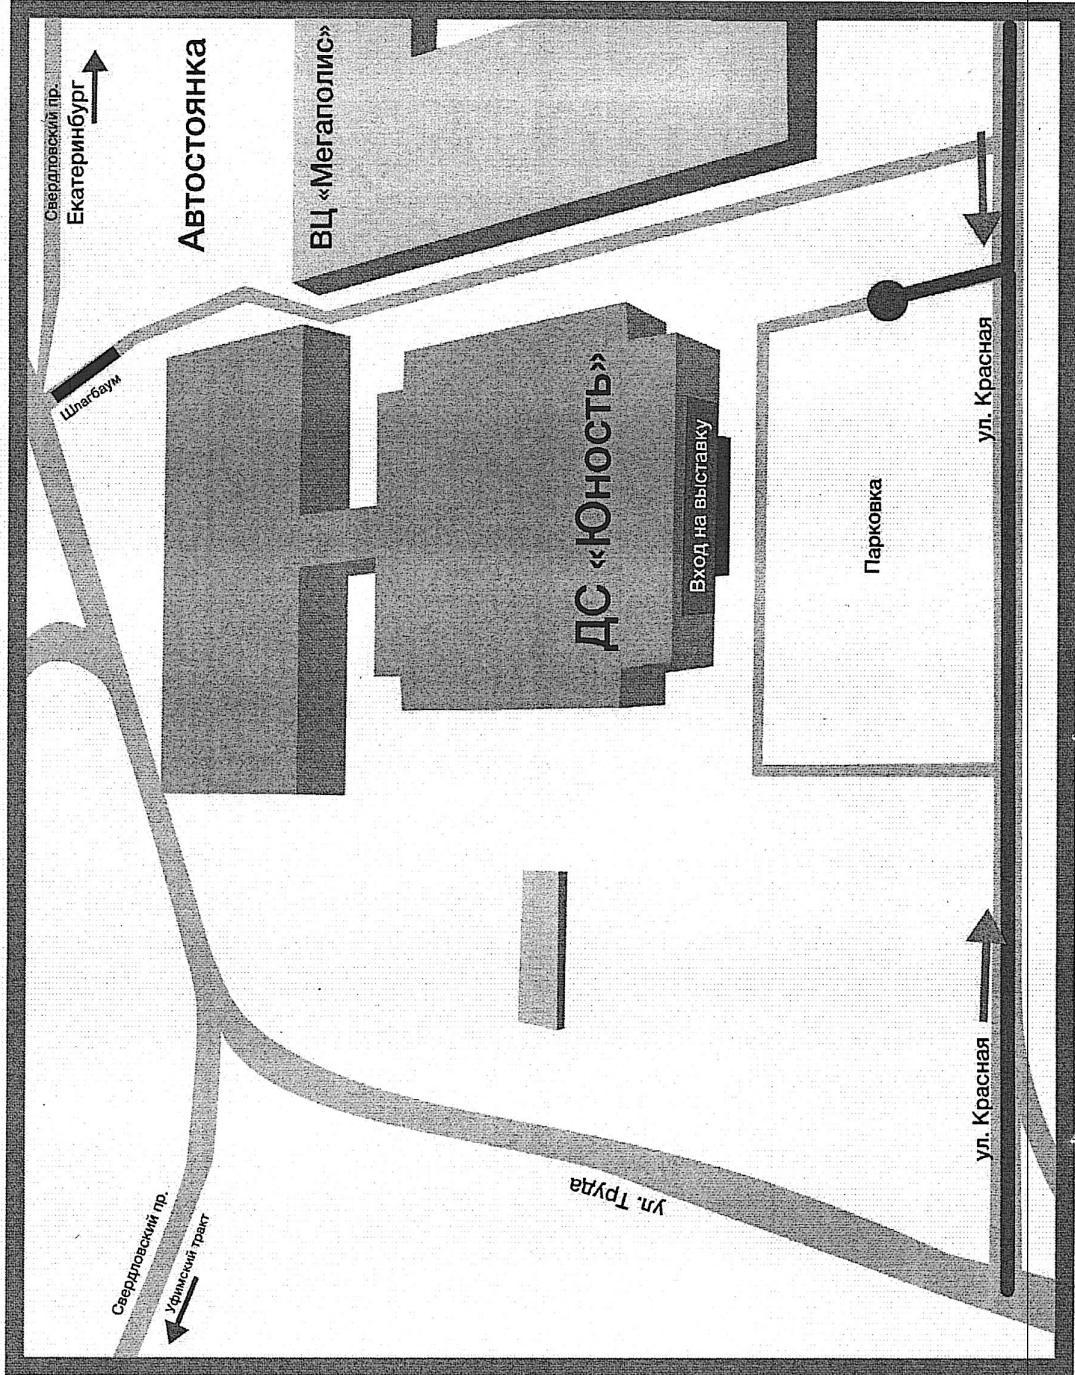 Свердловский пр.
Уфимский тракт
Свердловский пр.
Екатеринбург
Шлагбаум
Автостоянка
ВЦ «Мегаполис»
ул. Труда
ДС «Юность»
Вход на выставку
Парковка
ул. Красная
ул. Красная